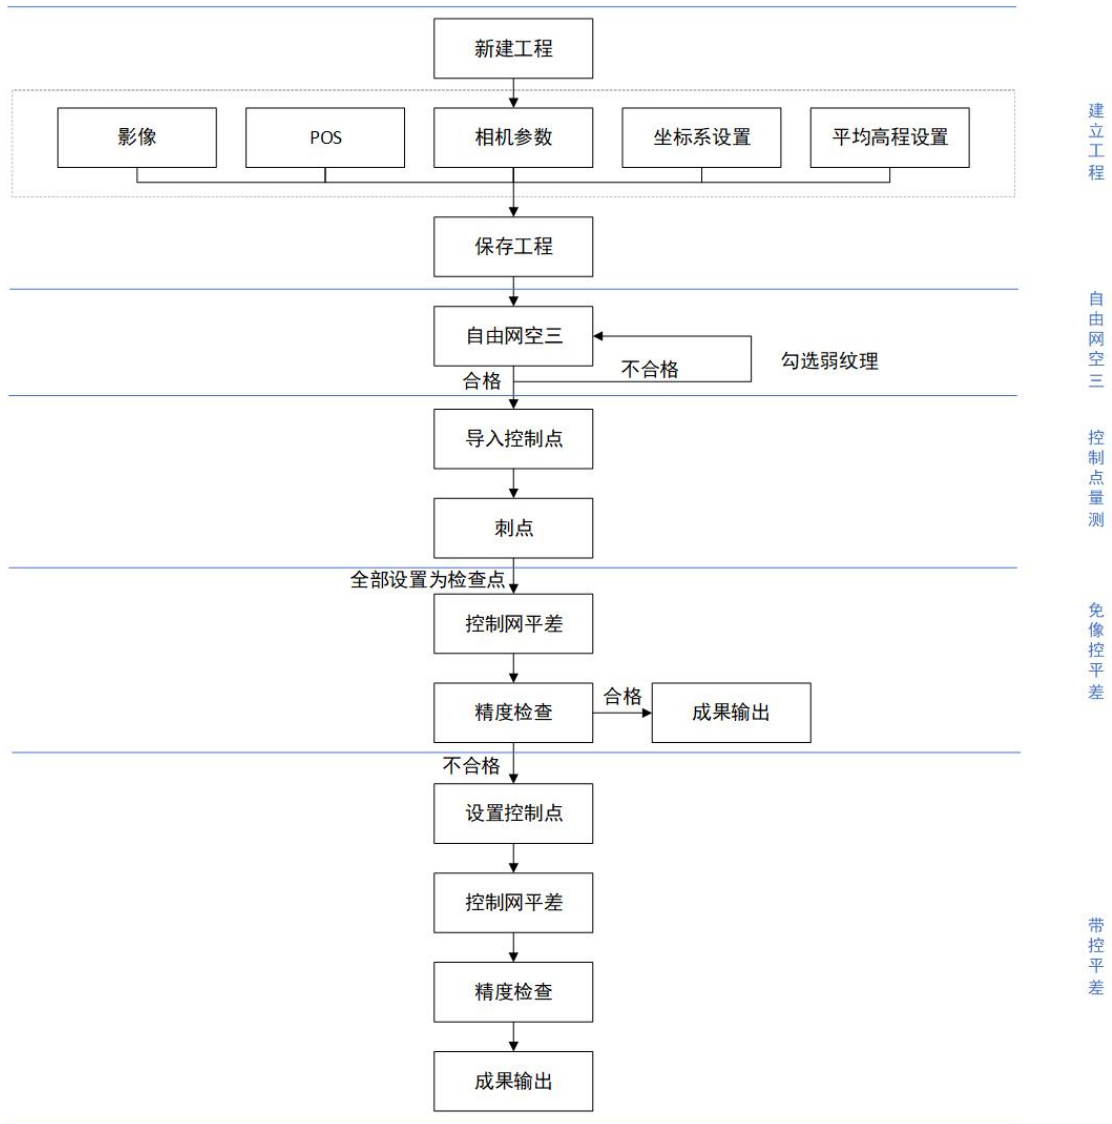 新建工程
影像
POS
相机参数
坐标系设置
平均高程设置
建立工程
保存工程
自由网空三
不合格
勾选弱纹理
合格
自由网空三
导入控制点
刺点
控制点量测
全部设置为检查点
控制网平差
精度检查
合格
成果输出
免像控平差
不合格
设置控制点
控制网平差
精度检查
成果输出
带控平差